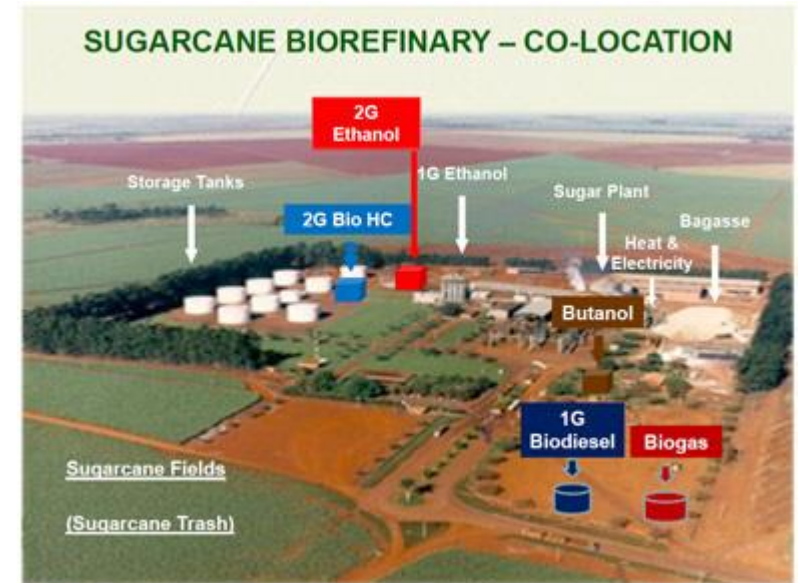 SUGARCANE BIOREFINARY – CO-LOCATION
2G
Ethanol
Storage Tanks
1G Ethanol
Sugar Plant
2G Bio HC
Bagasse
Heat &
Electricity
Butanol
1G
Biodiesel
Biogas
Sugarcane Fields
(Sugarcane Trash)